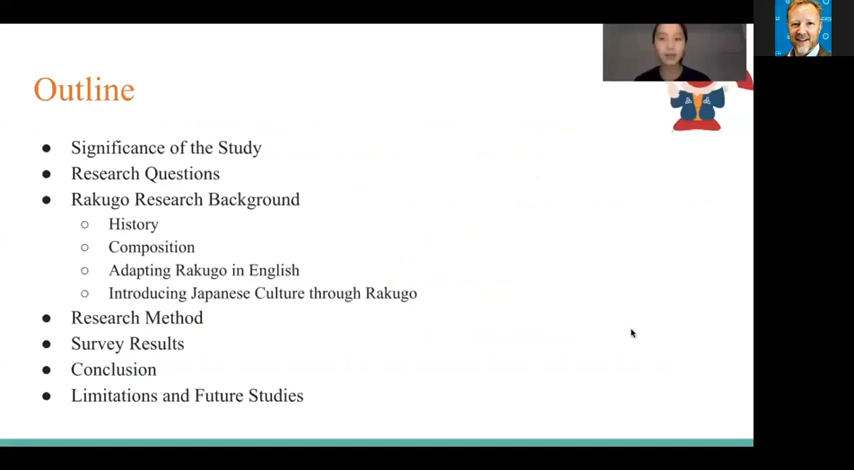 Outline
● Significance of the Study
● Research Questions
● Rakugo Research Background
○ History
○ Composition
○ Adapting Rakugo in English
○ Introducing Japanese Culture through Rakugo
● Research Method
● Survey Results
● Conclusion
● Limitations and Future Studies